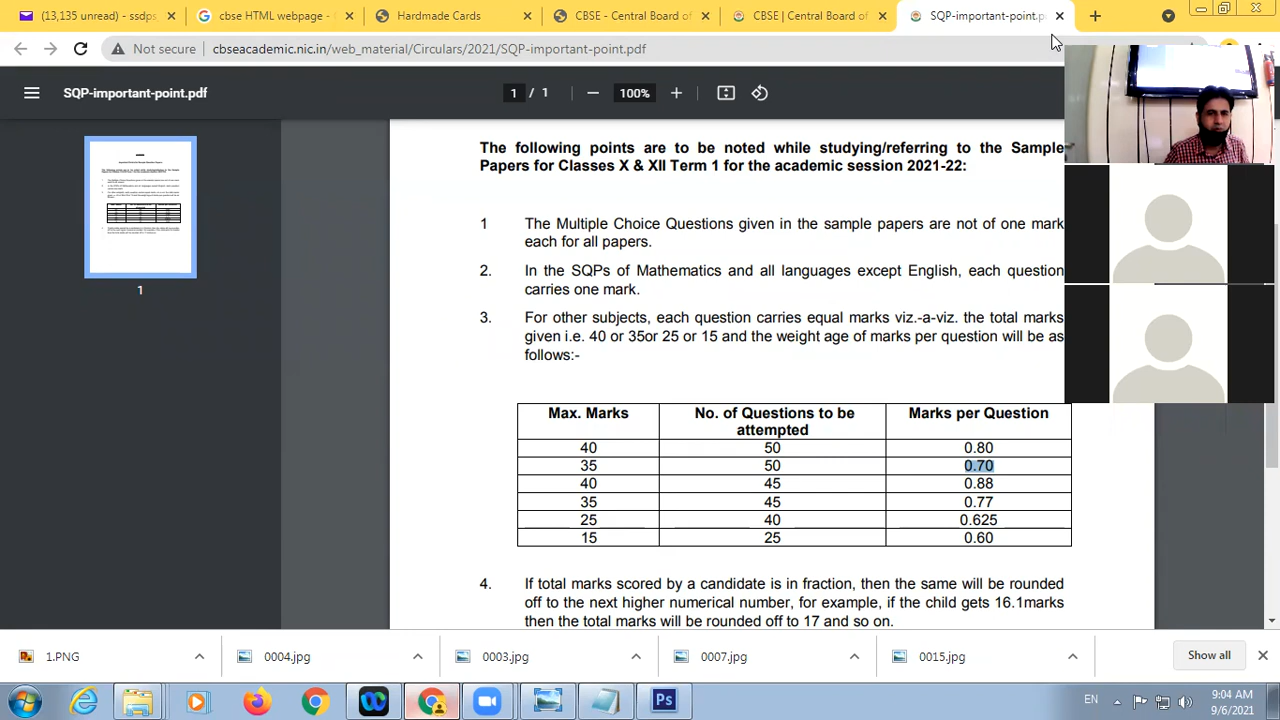 (13,135 unread) - ssdps
cbse HTML webpage -
Hardmade Cards
CBSE - Central Board of
CBSE | Central Board of
SQP-important-point.p
Not secure
cbseacademic.nic.in/web_material/Circulars/2021/SQP-important-point.pdf
SQP-important-point.pdf
1 / 1
100%
The following points are to be noted while studying/referring to the Sample
Papers for Classes X & XII Term 1 for the academic session 2021-22:
1 The Multiple Choice Questions given in the sample papers are not of one mark
each for all papers.
2. In the SQPs of Mathematics and all languages except English, each question
carries one mark.
3. For other subjects, each question carries equal marks viz.-a-viz. the total marks
given i.e. 40 or 35or 25 or 15 and the weight age of marks per question will be as
follows:-
Max. Marks No. of Questions to be attempted Marks per Question
40 50 0.80
35 50 0.70
40 45 0.88
35 45 0.77
25 40 0.625
15 25 0.60
4. If total marks scored by a candidate is in fraction, then the same will be rounded
off to the next higher numerical number, for example, if the child gets 16.1marks
then the total marks will be rounded off to 17 and so on.
1
1.PNG
0004.jpg
0003.jpg
0007.jpg
0015.jpg
Show all
Ps
EN
9:04 AM
9/6/2021